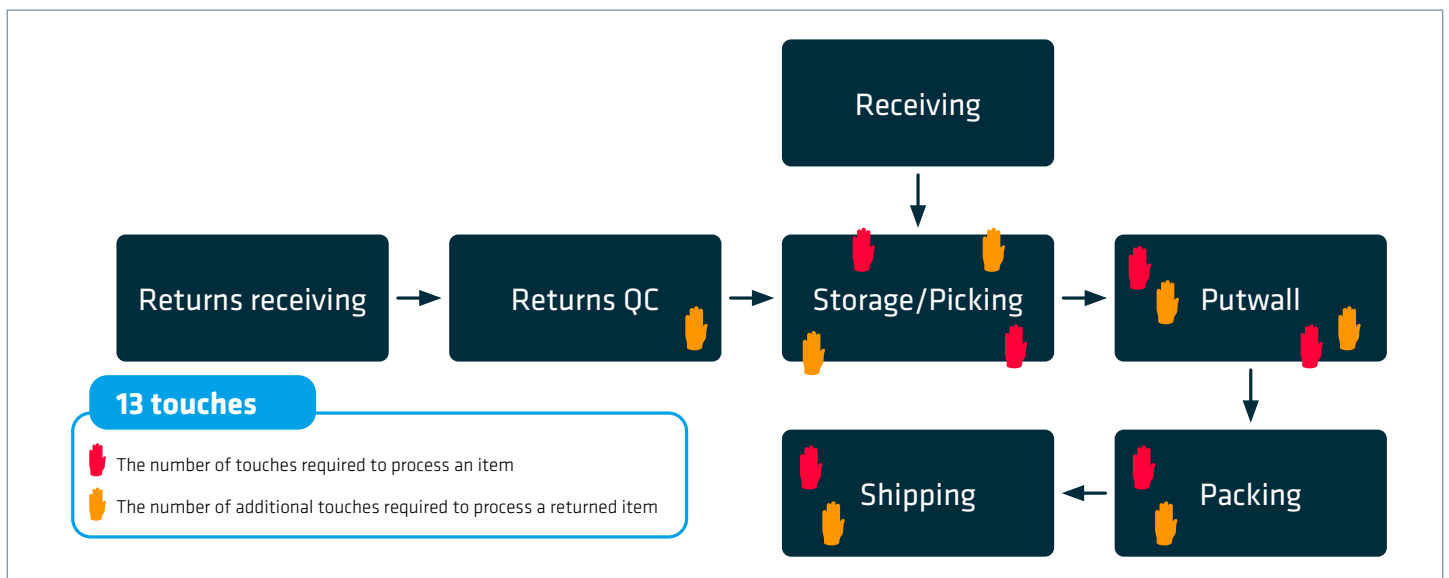 Receiving
Returns receiving
Returns QC
Storage/Picking
Putwall
13 touches
The number of touches required to process an item
The number of additional touches required to process a returned item
Shipping
Packing